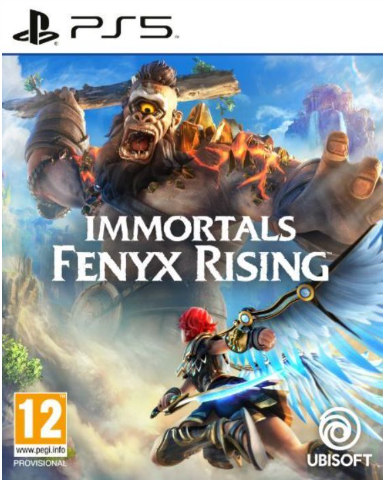 PS5
IMMORTALS
FENYX RISING
12
www.pegi.info
PROVISIONAL
UBISOFT